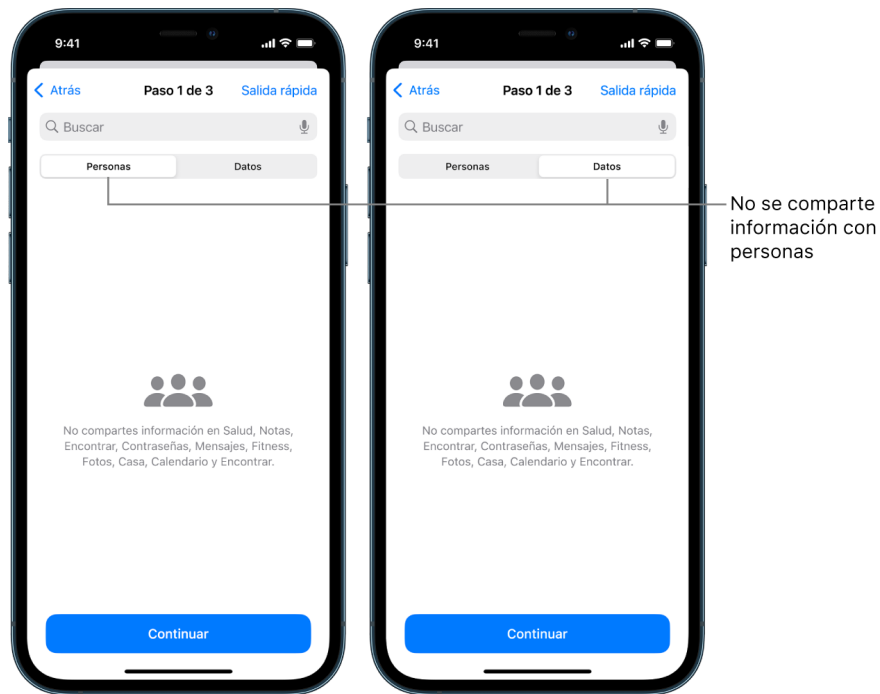 9:41
Atrás
Paso 1 de 3
Salida rápida
Buscar
Personas
Datos
No compartes información en Salud, Notas,
Encontrar, Contraseñas, Mensajes, Fitness,
Fotos, Casa, Calendario y Encontrar.
Continuar
9:41
Atrás
Paso 1 de 3
Salida rápida
Buscar
Personas
Datos
No compartes información en Salud, Notas,
Encontrar, Contraseñas, Mensajes, Fitness,
Fotos, Casa, Calendario y Encontrar.
Continuar
No se comparte
información con
personas